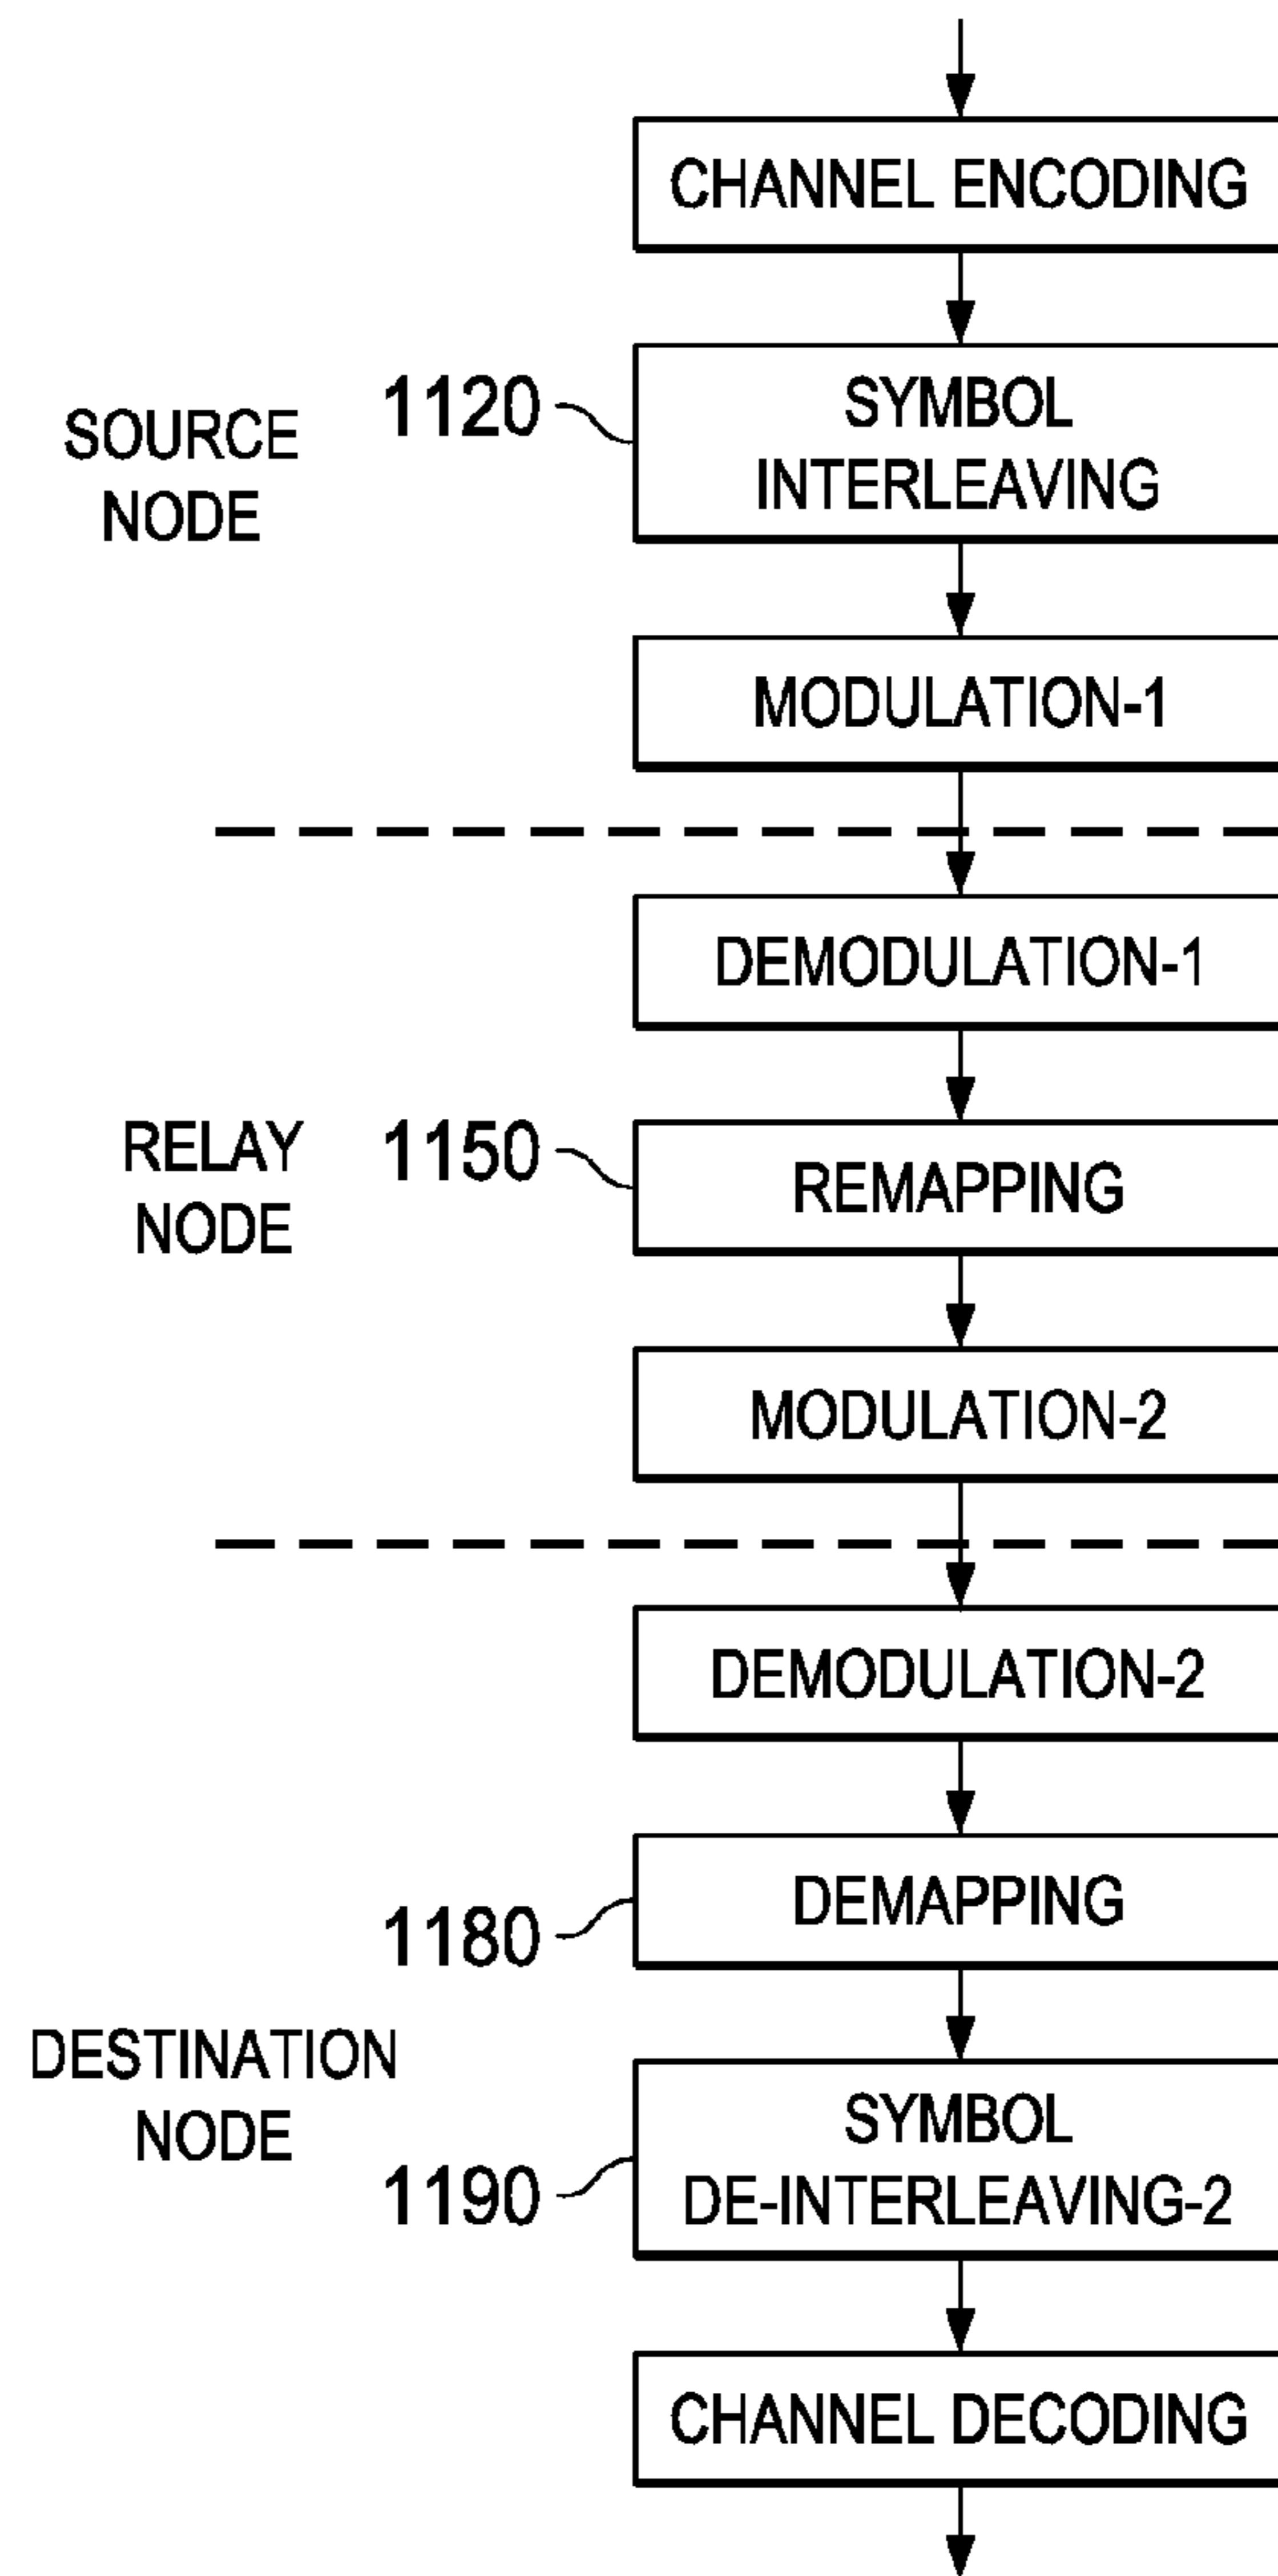 CHANNEL ENCODING
SOURCE
NODE
1120
SYMBOL
INTERLEAVING
MODULATION-1
DEMODULATION-1
RELAY
NODE
1150
REMAPPING
MODULATION-2
DEMODULATION-2
1180
DEMAPPING
DESTINATION
NODE
1190
SYMBOL
DE-INTERLEAVING-2
CHANNEL DECODING